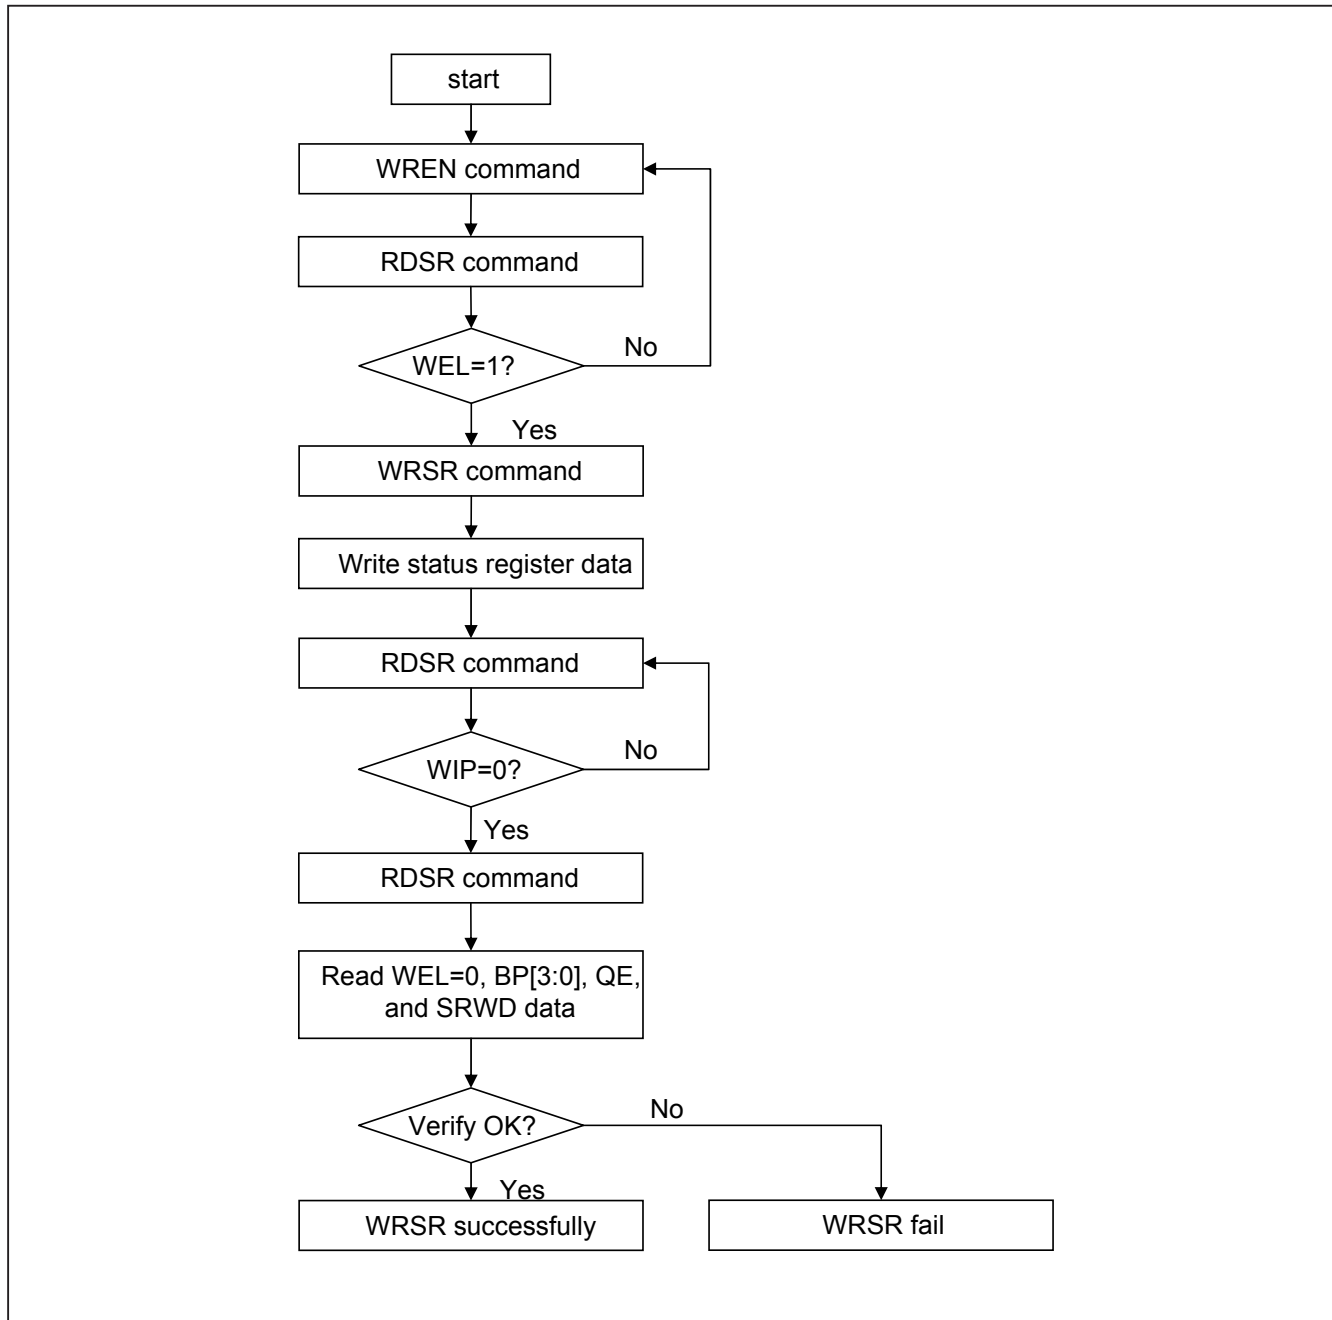 start
WREN command
RDSR command
WEL=1?
No
Yes
WRSR command
Write status register data
RDSR command
WIP=0?
No
Yes
RDSR command
Read WEL=0, BP[3:0], QE,
and SRWD data
Verify OK?
No
Yes
WRSR successfully
WRSR fail